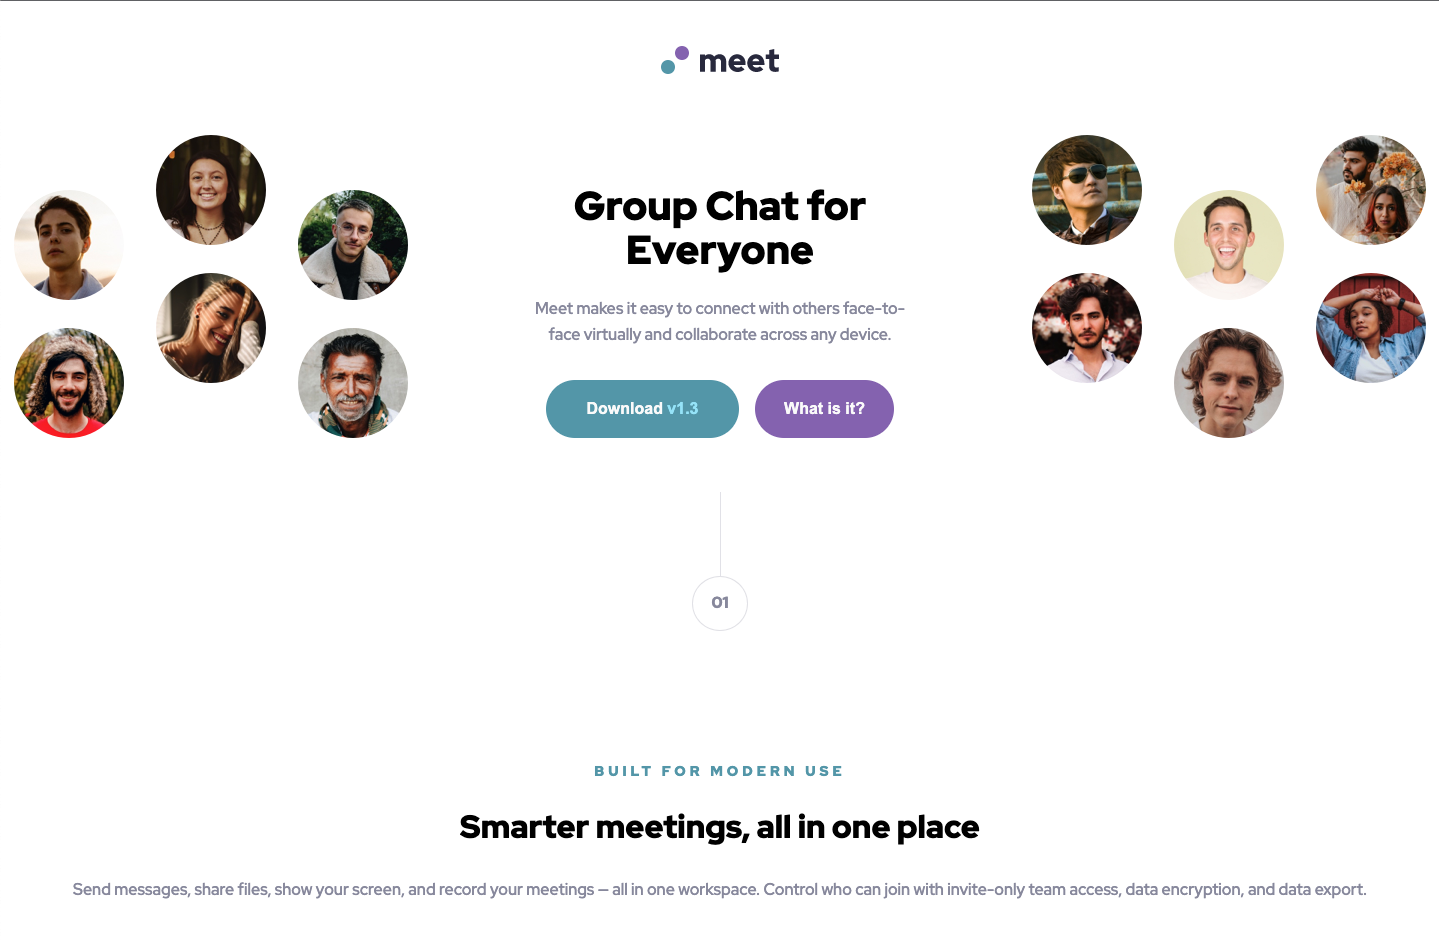 meet
Group Chat for
Everyone
Meet makes it easy to connect with others face-to-
face virtually and collaborate across any device.
Download v1.3
What is it?
01
BUILT FOR MODERN USE
Smarter meetings, all in one place
Send messages, share files, show your screen, and record your meetings — all in one workspace. Control who can join with invite-only team access, data encryption, and data export.